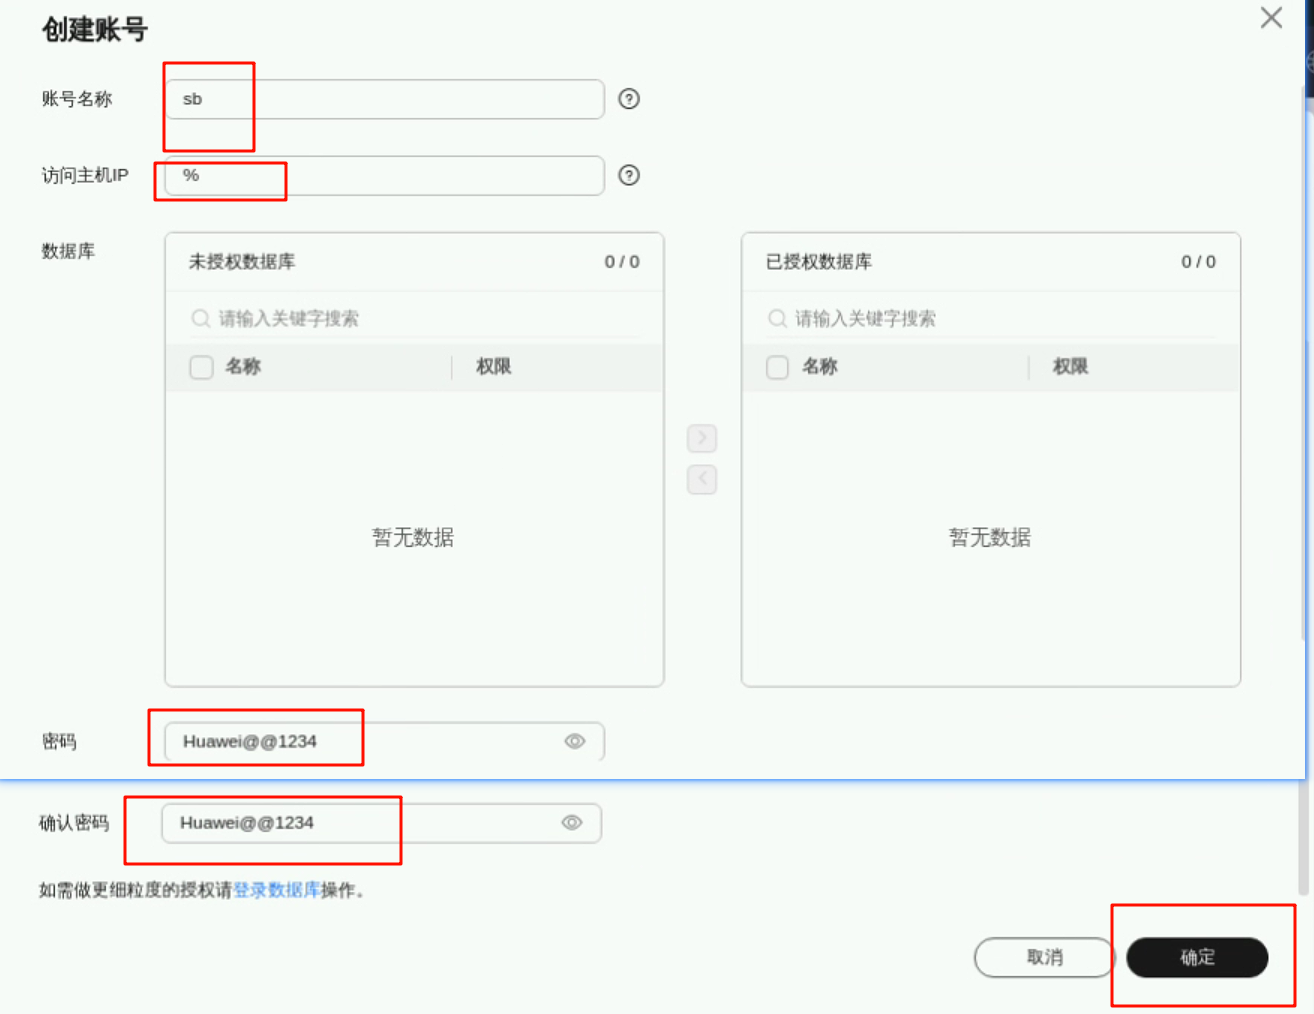 创建账号
账号名称 sb
访问主机IP %
数据库
未授权数据库 0 / 0
请输入关键字搜索
名称 权限
暂无数据
已授权数据库 0 / 0
请输入关键字搜索
名称 权限
暂无数据
密码 Huawei@@1234
确认密码 Huawei@@1234
如需做更细粒度的授权请登录数据库操作。
取消 确定